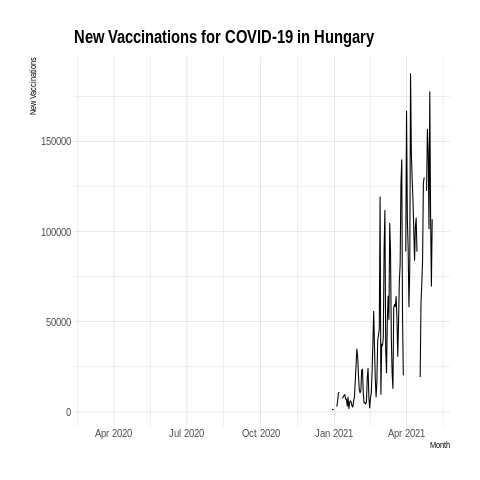 New Vaccinations for COVID-19 in Hungary
New Vaccinations
150000
100000
50000
0
Apr 2020 Jul 2020 Oct 2020 Jan 2021 Apr 2021
Month